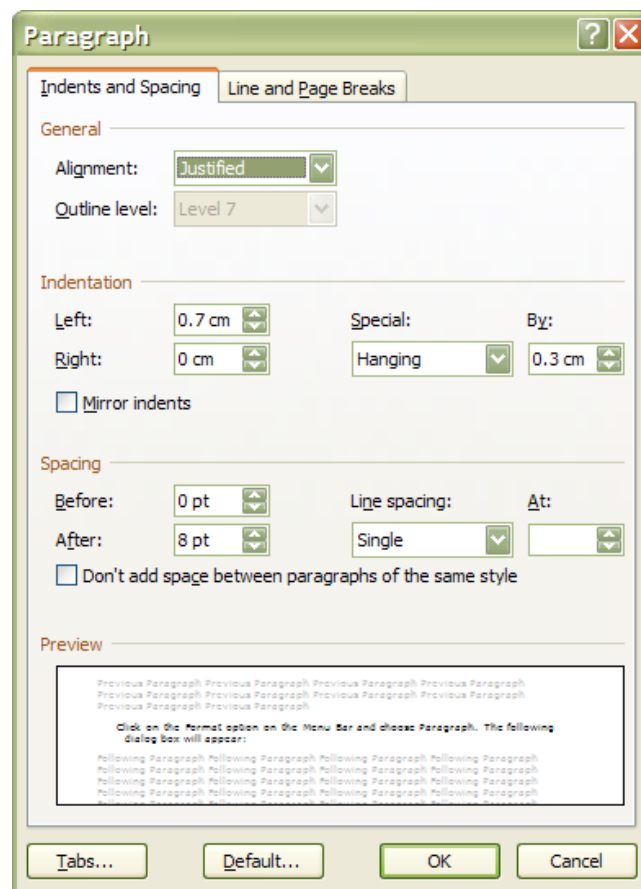 Paragraph
Indents and Spacing Line and Page Breaks
General
Alignment: Justified
Outline level: Level 7
Indentation
Left: 0.7 cm Special: By:
Right: 0 cm Hanging 0.3 cm
Mirror indents
Spacing
Before: 0 pt Line spacing: At:
After: 8 pt Single
Don't add space between paragraphs of the same style
Preview
Previous Paragraph Previous Paragraph Previous Paragraph Previous Paragraph
Previous Paragraph Previous Paragraph Previous Paragraph Previous Paragraph
Previous Paragraph Previous Paragraph
Click on the Format option on the Menu Bar and choose Paragraph. The following
dialog box will appear:
Following Paragraph Following Paragraph Following Paragraph Following Paragraph
Following Paragraph Following Paragraph Following Paragraph Following Paragraph
Following Paragraph Following Paragraph Following Paragraph Following Paragraph
Following Paragraph Following Paragraph Following Paragraph Following Paragraph
Following Paragraph Following Paragraph Following Paragraph Following Paragraph
Tabs... Default... OK Cancel